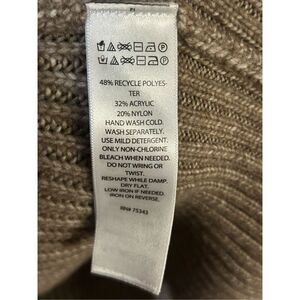 48% RECYCLE POLYES-
TER
32% ACRYLIC
20% NYLON
HAND WASH COLD.
WASH SEPARATELY.
USE MILD DETERGENT.
ONLY NON-CHLORINE
BLEACH WHEN NEEDED.
DO NOT WRING OR
TWIST.
RESHAPE WHILE DAMP.
DRY FLAT.
LOW IRON IF NEEDED.
IRON ON REVERSE.
RN# 75343